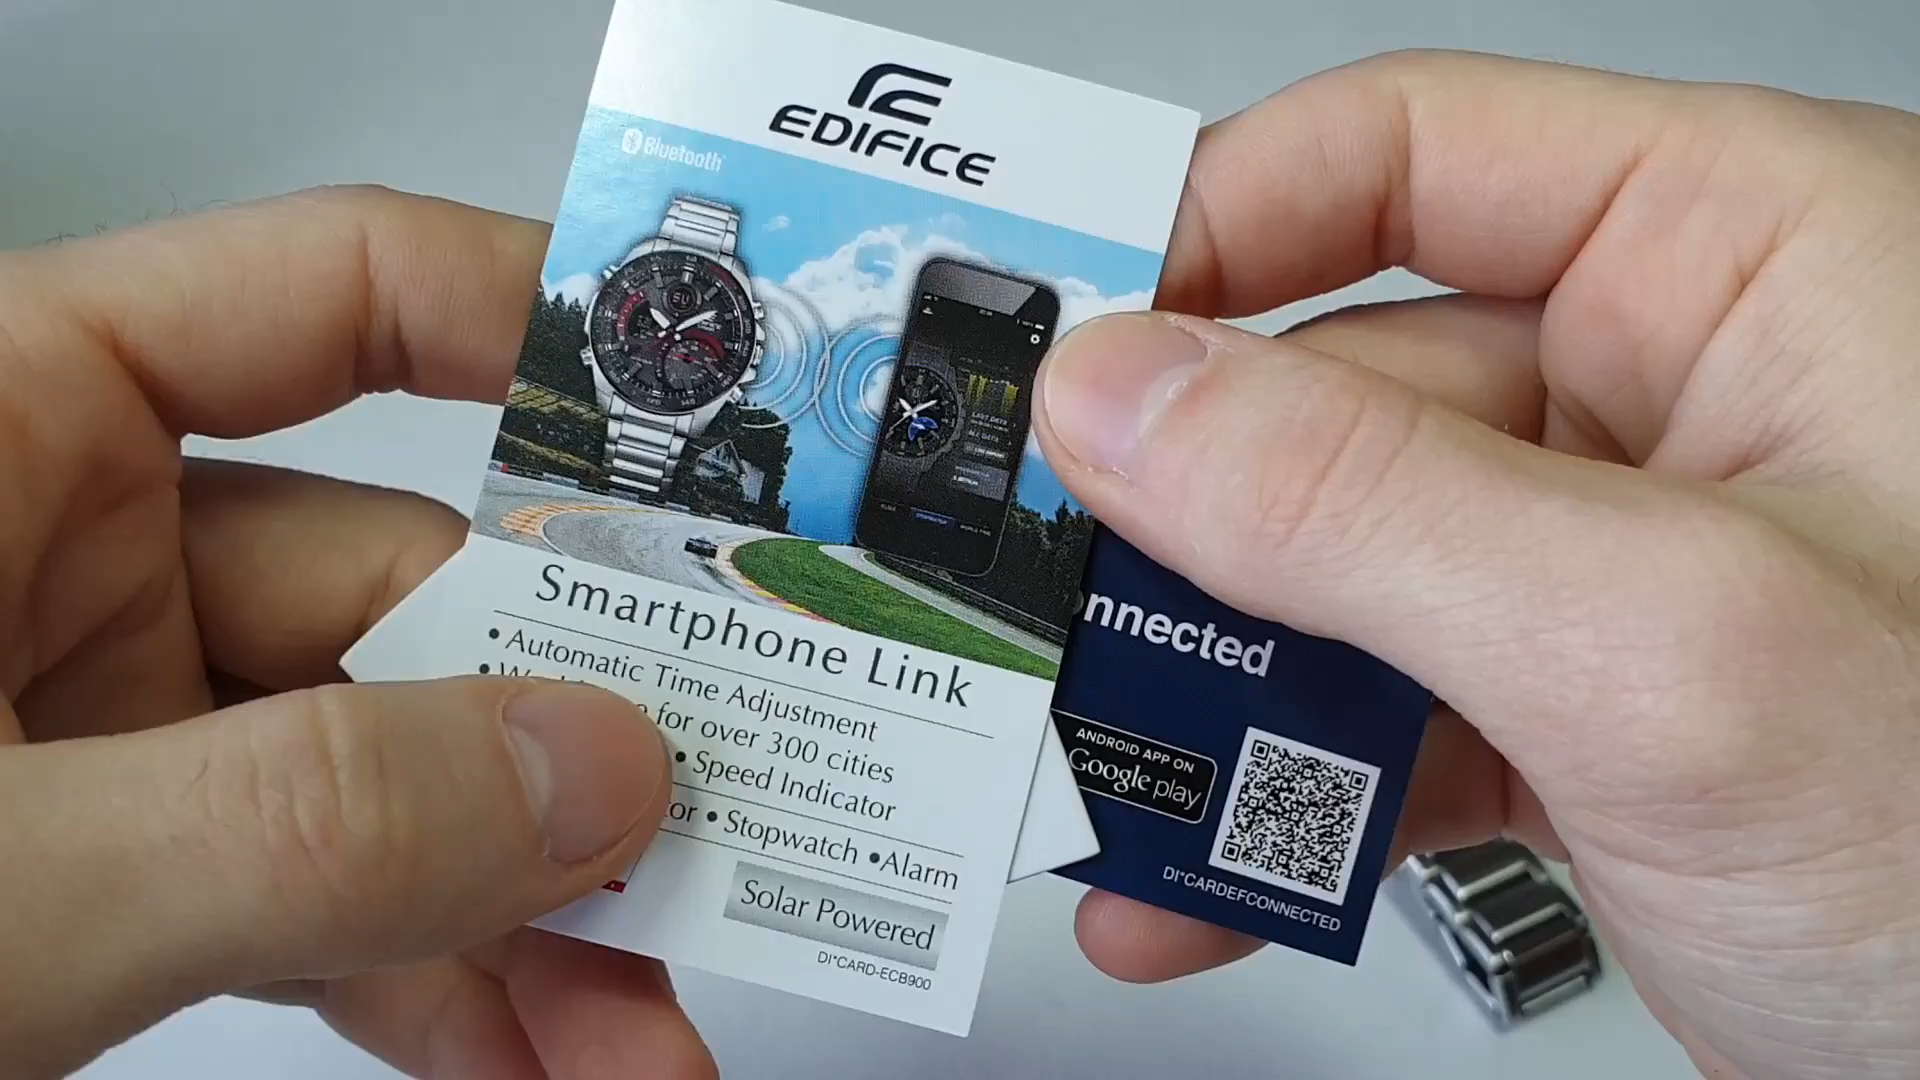 EDIFICE
Bluetooth
Smartphone Link
• Automatic Time Adjustment
• for over 300 cities
• Speed Indicator
• Stopwatch • Alarm
Solar Powered
DI*CARD-ECB900
nnected
ANDROID APP ON
Google play
DI*CARDEFCONNECTED